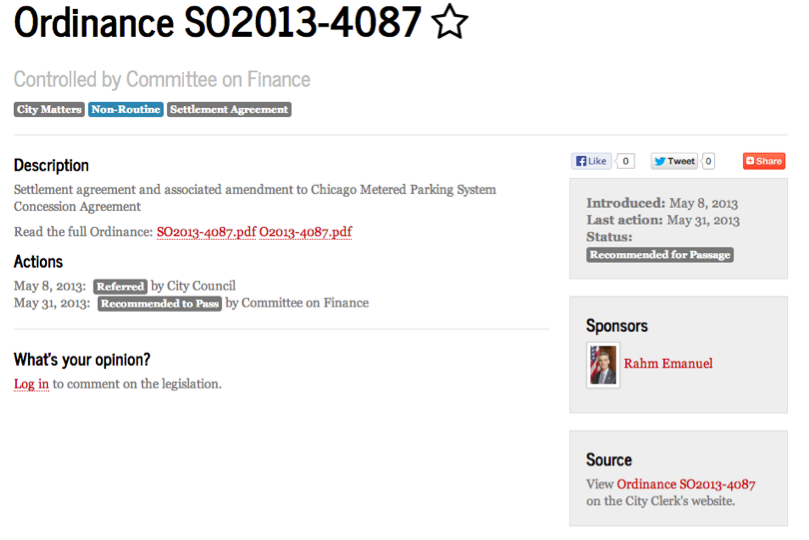 Ordinance SO2013-4087
Controlled by Committee on Finance
City Matters Non-Routine Settlement Agreement
Description
Settlement agreement and associated amendment to Chicago Metered Parking System
Concession Agreement
Read the full Ordinance: SO2013-4087.pdf O2013-4087.pdf
Actions
May 8, 2013: Referred by City Council
May 31, 2013: Recommended to Pass by Committee on Finance
What's your opinion?
Log in to comment on the legislation.
Like 0 Tweet 0 Share
Introduced: May 8, 2013
Last action: May 31, 2013
Status:
Recommended for Passage
Sponsors
Rahm Emanuel
Source
View Ordinance SO2013-4087
on the City Clerk's website.